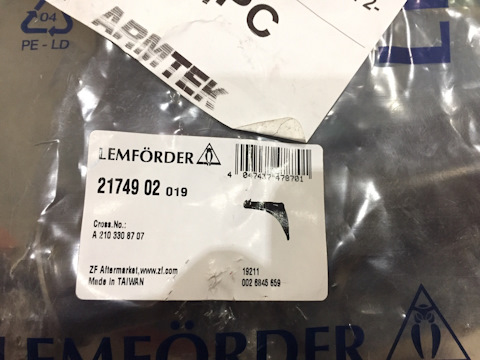 04
PE-LD
ARMTEK
PC
LEMFÖRDER
21749 02 019
Cross.No.:
A 210 330 87 07
ZF Aftermarket,www.zf.com
Made in TAIWAN
19211
002 6846 659
LEMFÖRDER